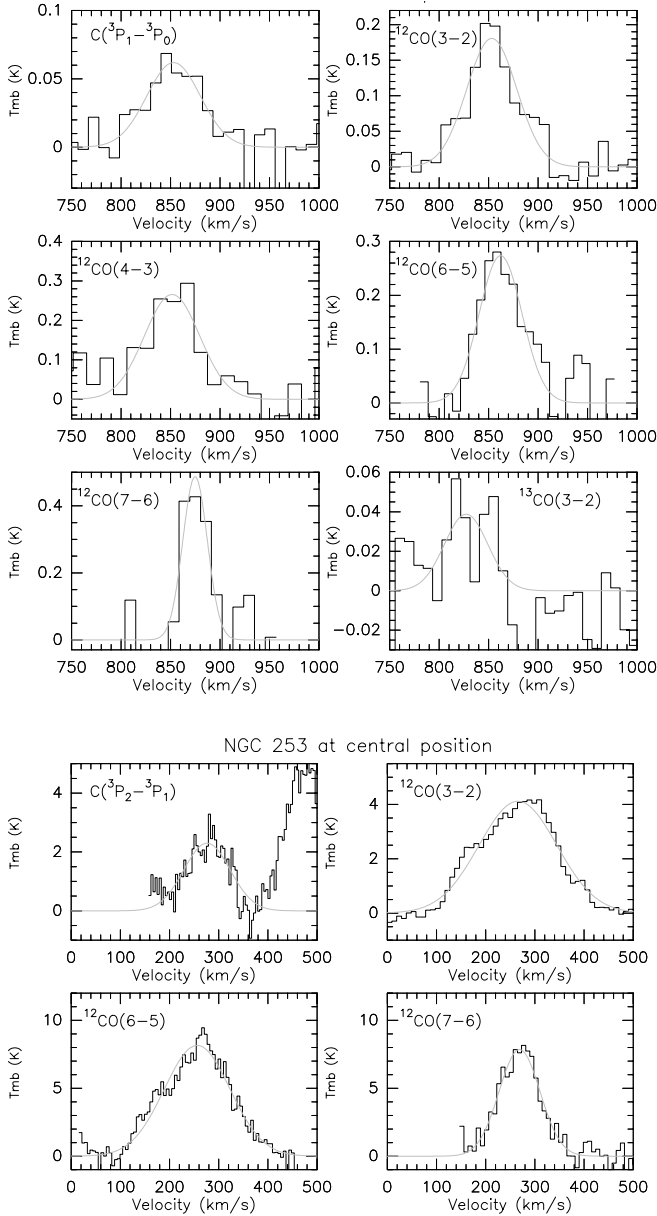 C(³P₁−³P₀)
Tmb (K)
0.1
0.05
0
750 800 850 900 950 1000
Velocity (km/s)
¹²CO(3−2)
Tmb (K)
0.2
0.15
0.1
0.05
0
750 800 850 900 950 1000
Velocity (km/s)
¹²CO(4−3)
Tmb (K)
0.4
0.3
0.2
0.1
0
750 800 850 900 950 1000
Velocity (km/s)
¹²CO(6−5)
Tmb (K)
0.3
0.2
0.1
0
750 800 850 900 950 1000
Velocity (km/s)
¹²CO(7−6)
Tmb (K)
0.4
0.2
0
750 800 850 900 950 1000
Velocity (km/s)
¹³CO(3−2)
Tmb (K)
0.06
0.04
0.02
0
−0.02
750 800 850 900 950 1000
Velocity (km/s)
NGC 253 at central position
C(³P₂−³P₁)
Tmb (K)
4
2
0
0 100 200 300 400 500
Velocity (km/s)
¹²CO(3−2)
Tmb (K)
4
2
0
0 100 200 300 400 500
Velocity (km/s)
¹²CO(6−5)
Tmb (K)
10
5
0
0 100 200 300 400 500
Velocity (km/s)
¹²CO(7−6)
Tmb (K)
10
5
0
0 100 200 300 400 500
Velocity (km/s)